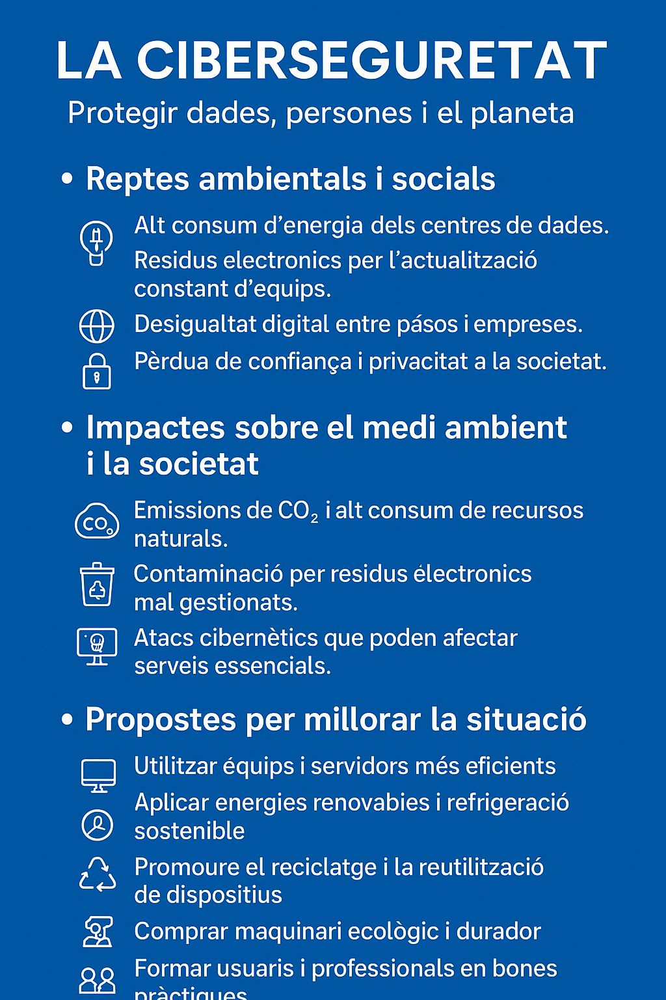 LA CIBERSEGURETAT
Protegir dades, persones i el planeta
• Reptes ambientals i socials
Alt consum d’energia dels centres de dades.
Residus electronics per l’actualització
constant d’equips.
Desigualtat digital entre pásos i empreses.
Pèrdua de confiança i privacitat a la societat.
• Impactes sobre el medi ambient
i la societat
CO₂
Emissions de CO₂ i alt consum de recursos
naturals.
Contaminació per residus électronics
mal gestionats.
Atacs cibernètics que poden afectar
serveis essencials.
• Propostes per millorar la situació
Utilitzar équips i servidors més eficients
Aplicar energies renovabies i refrigeració
sostenible
Promoure el reciclatge i la reutilització
de dispositius
Comprar maquinari ecològic i durador
Formar usuaris i professionals en bones
pràctiques